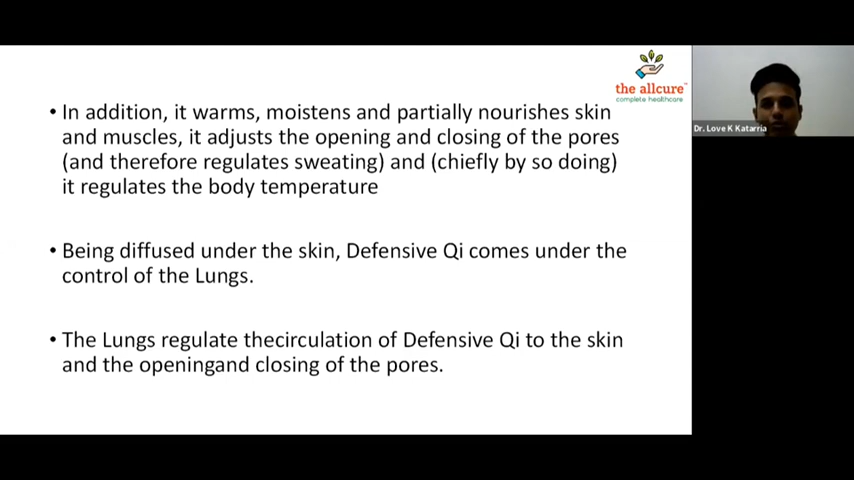 the allcure™
complete healthcare
• In addition, it warms, moistens and partially nourishes skin
and muscles, it adjusts the opening and closing of the pores
(and therefore regulates sweating) and (chiefly by so doing)
it regulates the body temperature
• Being diffused under the skin, Defensive Qi comes under the
control of the Lungs.
• The Lungs regulate thecirculation of Defensive Qi to the skin
and the openingand closing of the pores.
Dr. Love K Katarria